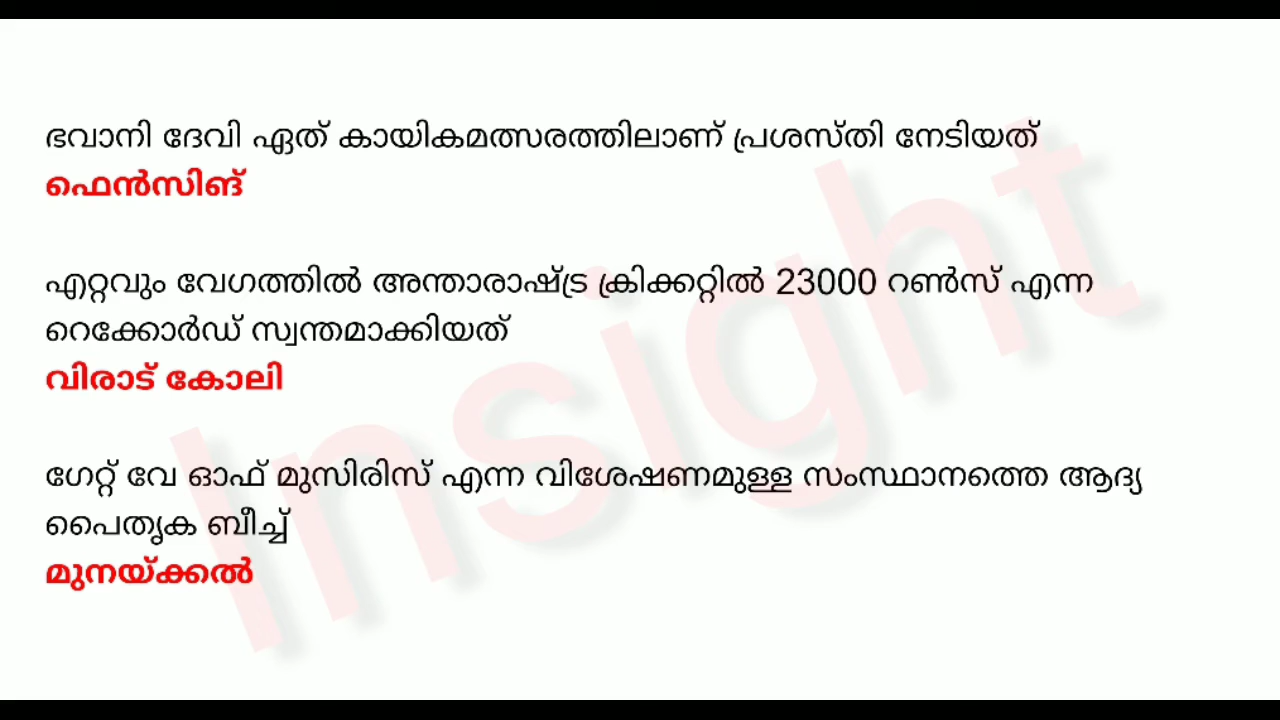 ഭവാനി ദേവി ഏത് കായികമത്സരത്തിലാണ് പ്രശസ്തി നേടിയത്
ഫെൻസിങ്
എറ്റവും വേഗത്തിൽ അന്താരാഷ്ട്ര ക്രിക്കറ്റിൽ 23000 റൺസ് എന്ന
റെക്കോർഡ് സ്വന്തമാക്കിയത്
വിരാട് കോലി
ഗേറ്റ് വേ ഓഫ് മുസിരിസ് എന്ന വിശേഷണമുള്ള സംസ്ഥാനത്തെ ആദ്യ
പൈതൃക ബീച്ച്
മുനയ്ക്കൽ
Insight